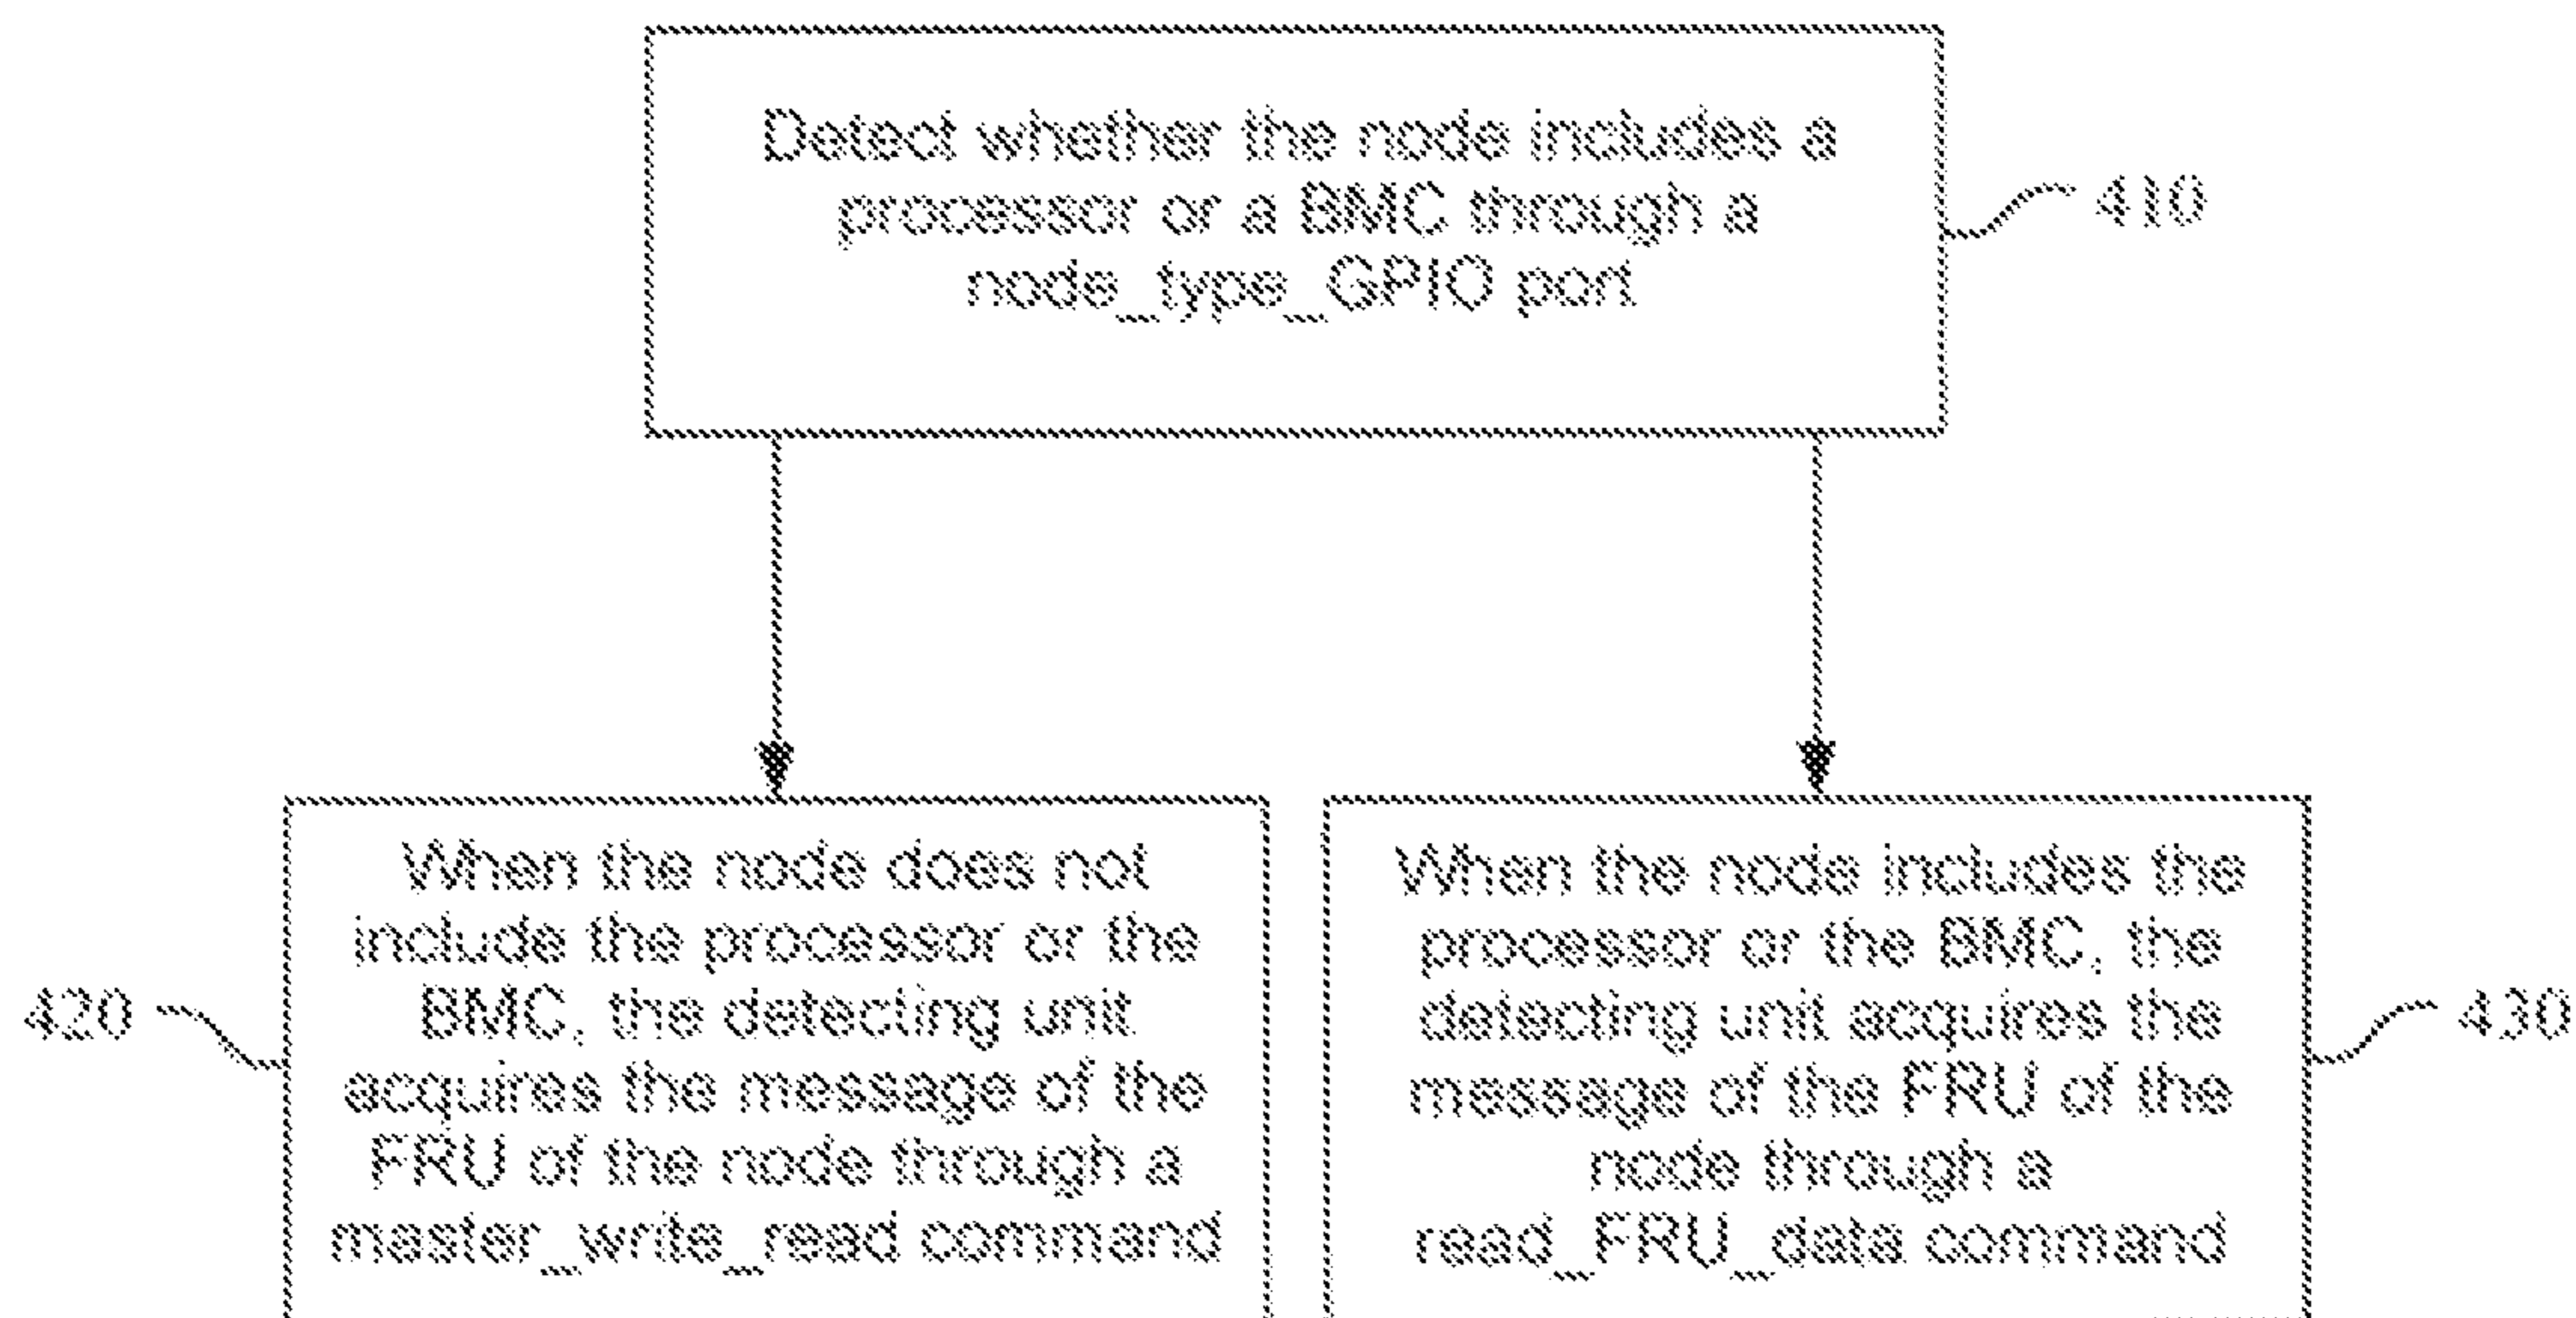 Detect whether the node includes a
processor or a BMC through a
node_type_GPIO port
410
When the node does not
include the processor or the
BMC, the detecting unit
acquires the message of the
FRU of the node through a
master_write_read command
420
When the node includes the
processor or the BMC, the
detecting unit acquires the
message of the FRU of the
node through a
read_FRU_data command
430